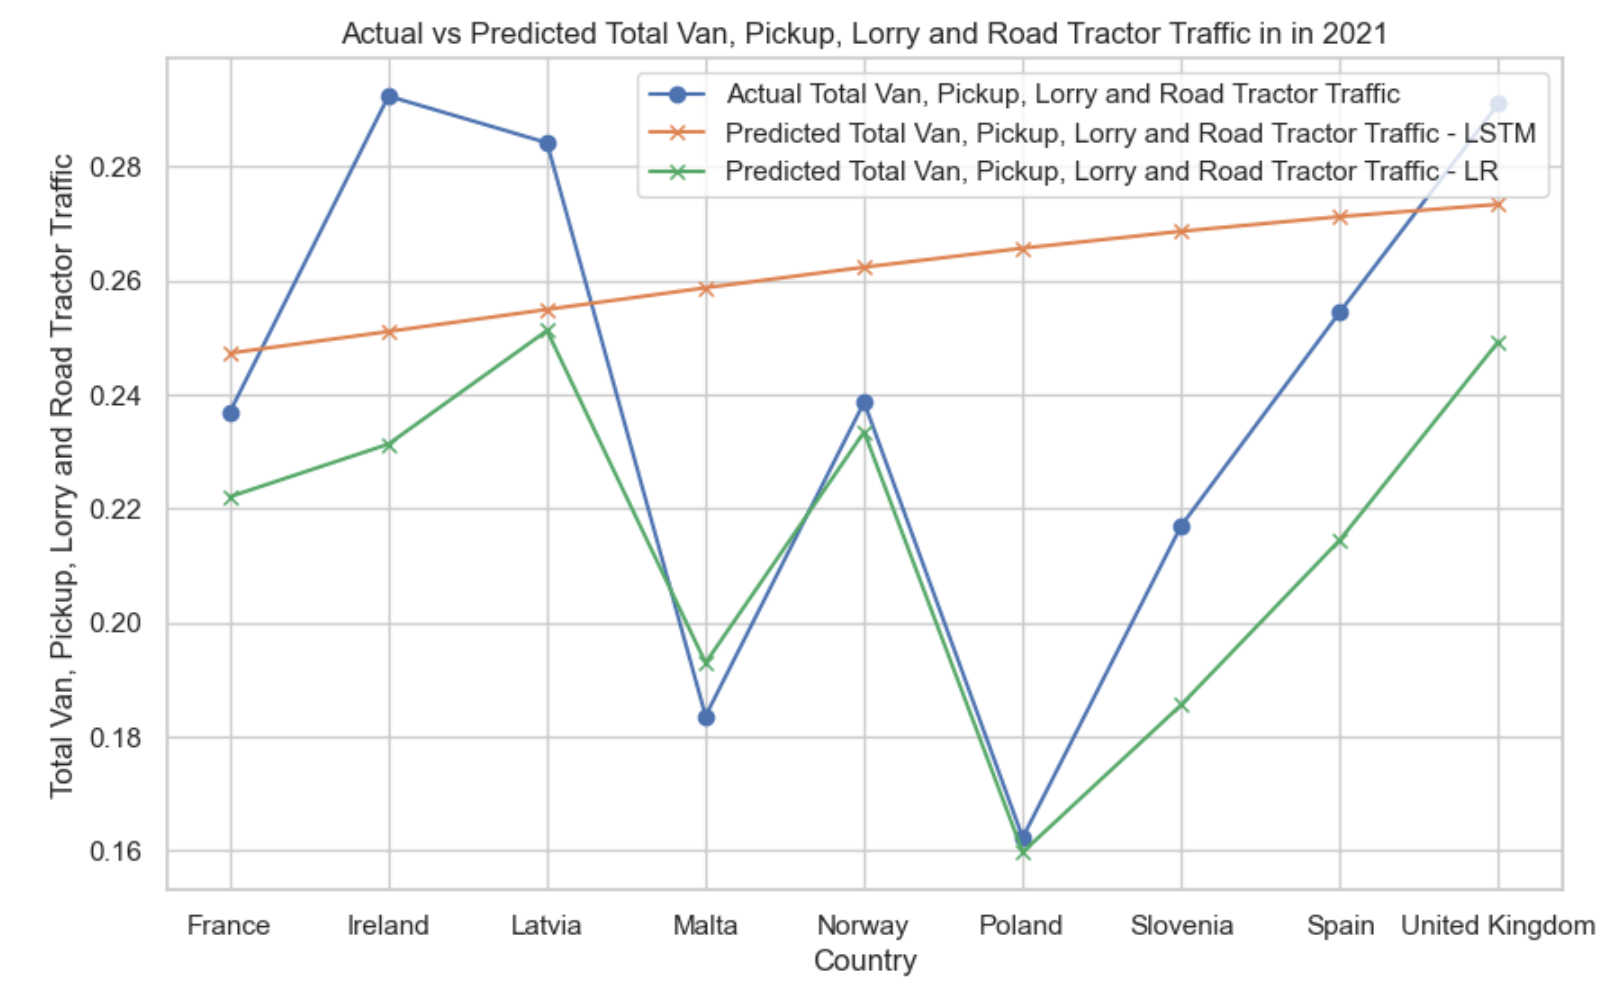 Actual vs Predicted Total Van, Pickup, Lorry and Road Tractor Traffic in in 2021
Actual Total Van, Pickup, Lorry and Road Tractor Traffic
Predicted Total Van, Pickup, Lorry and Road Tractor Traffic - LSTM
Predicted Total Van, Pickup, Lorry and Road Tractor Traffic - LR
Total Van, Pickup, Lorry and Road Tractor Traffic
0.28
0.26
0.24
0.22
0.20
0.18
0.16
France Ireland Latvia Malta Norway Poland Slovenia Spain United Kingdom
Country